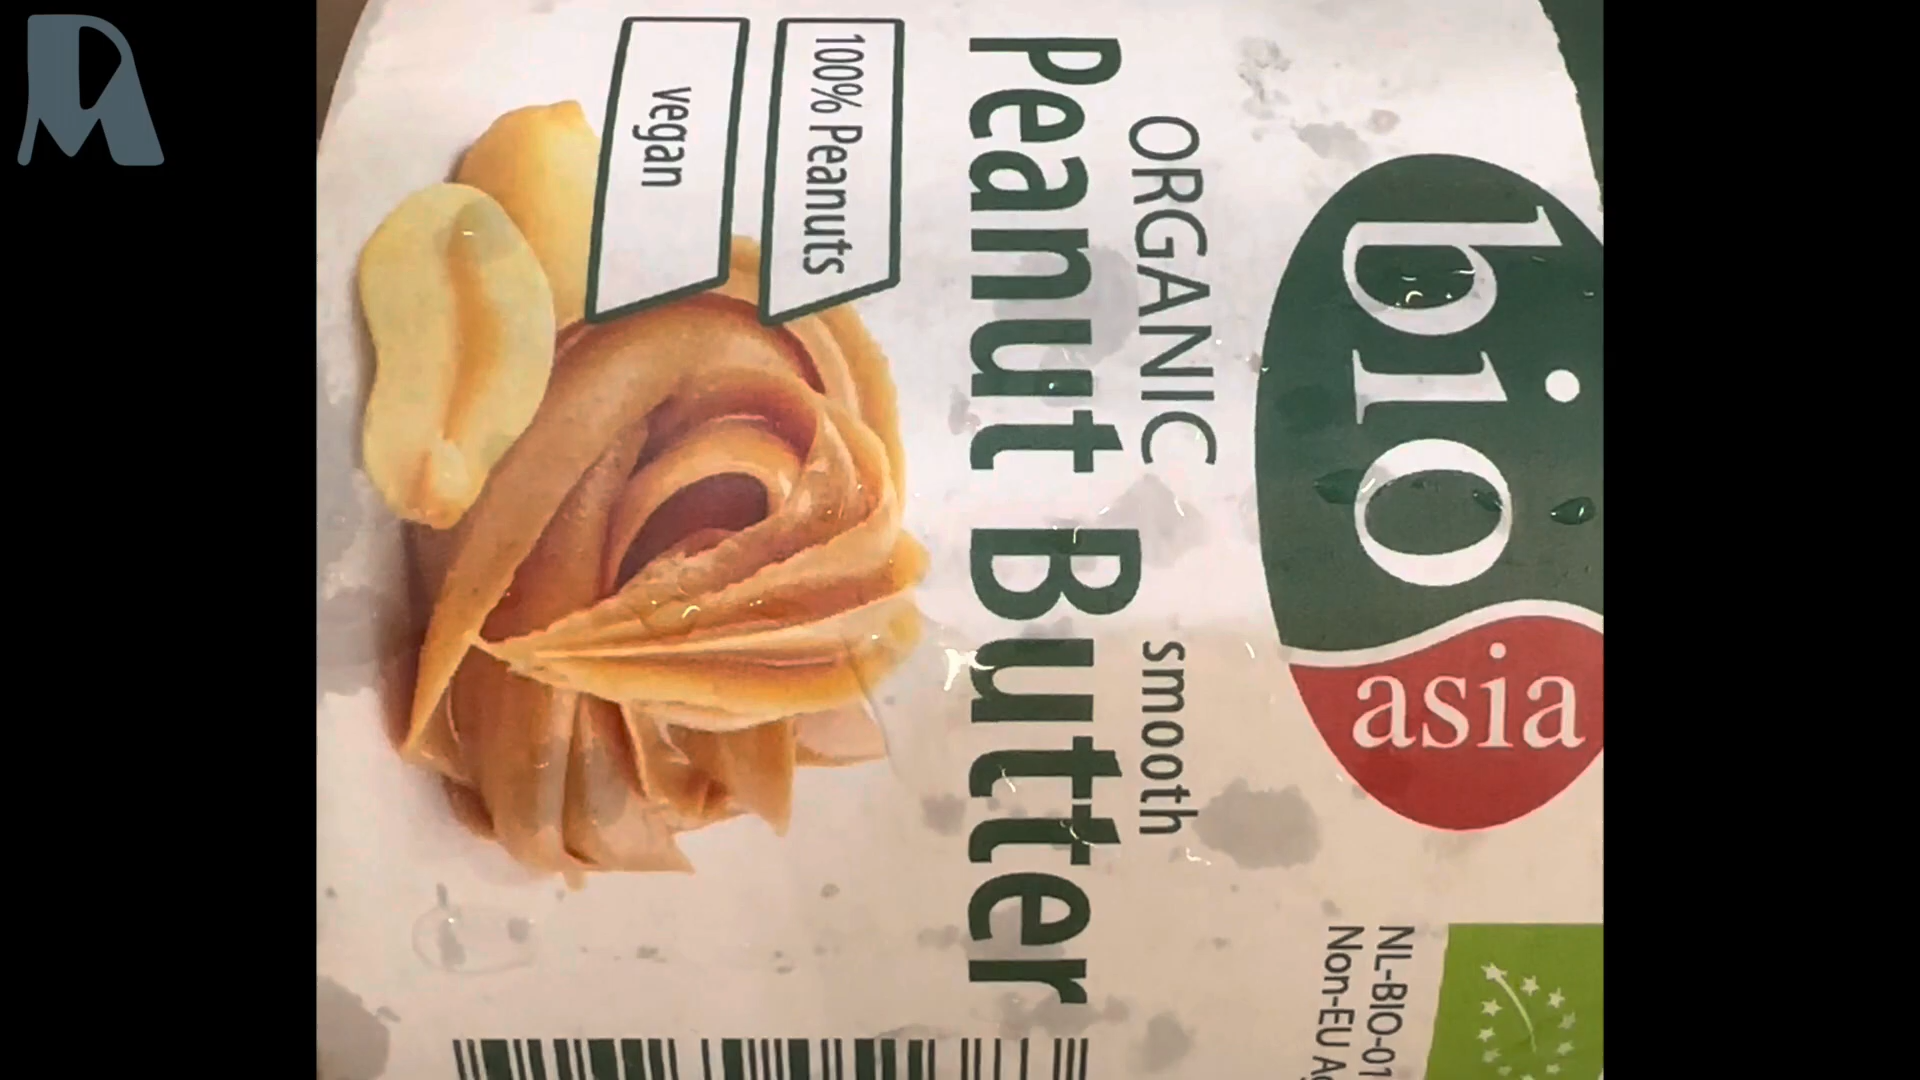 bio
asia
ORGANIC
smooth
Peanut Butter
100% Peanuts
vegan
NL-BIO-01
Non-EU